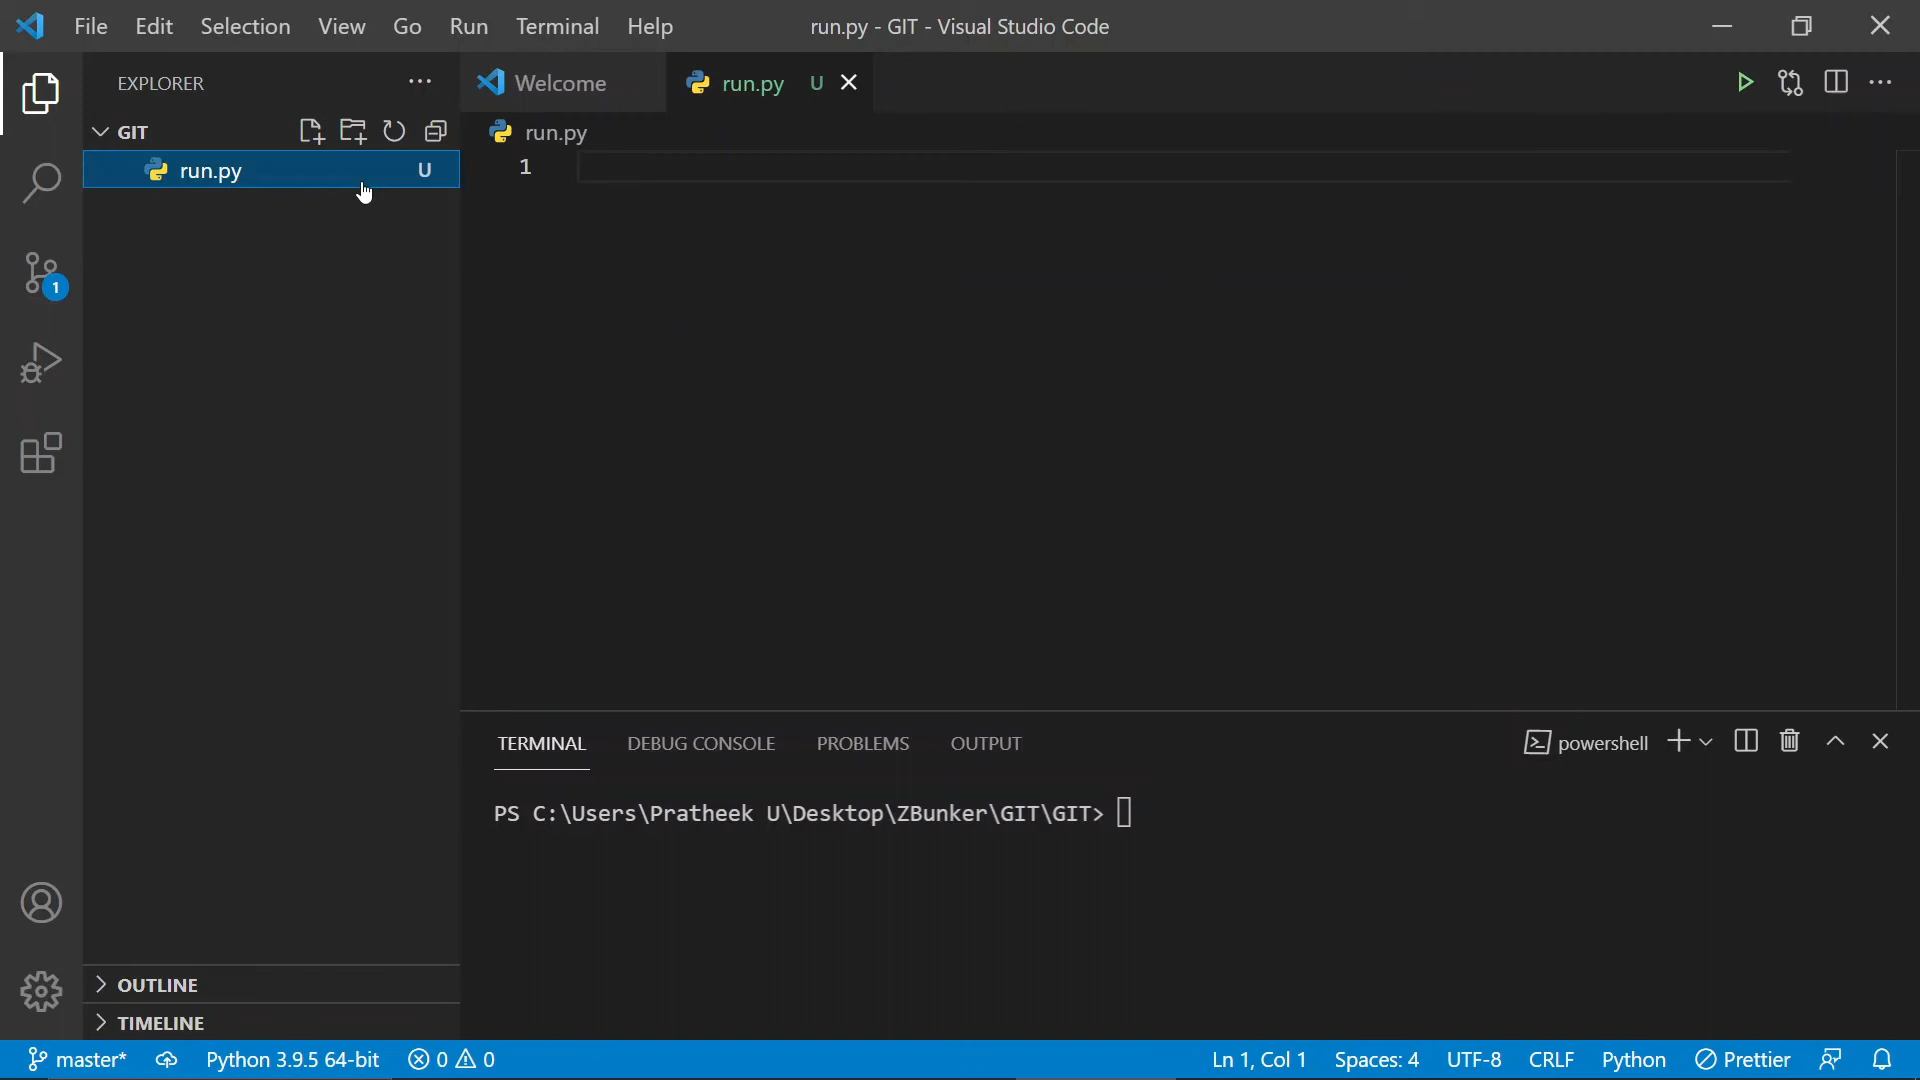 File Edit Selection View Go Run Terminal Help run.py - GIT - Visual Studio Code
EXPLORER
Welcome
run.py U
GIT
run.py
run.py U
1
1
TERMINAL DEBUG CONSOLE PROBLEMS OUTPUT
powershell
PS C:\Users\Pratheek U\Desktop\ZBunker\GIT\GIT>
OUTLINE
TIMELINE
master* Python 3.9.5 64-bit 0 0 Ln 1, Col 1 Spaces: 4 UTF-8 CRLF Python Prettier